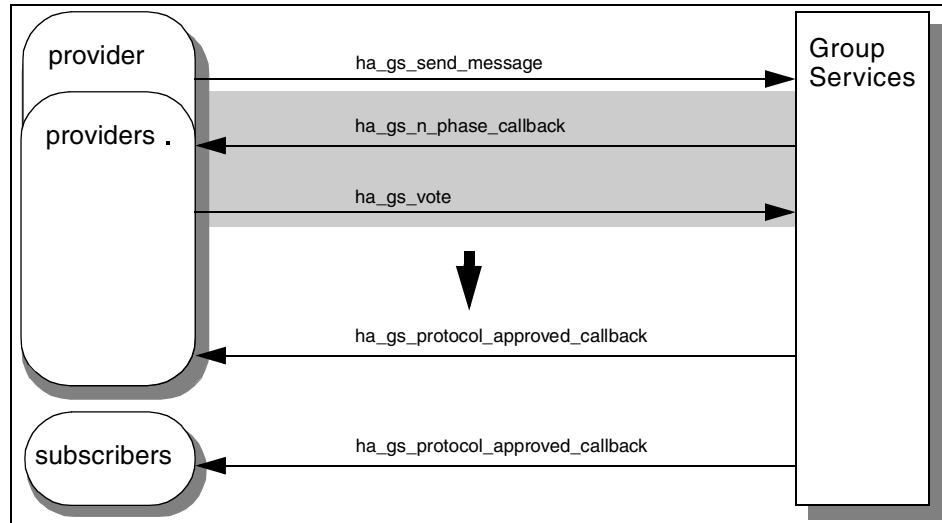 provider
Group
Services
ha_gs_send_message
providers .
ha_gs_n_phase_callback
ha_gs_vote
ha_gs_protocol_approved_callback
subscribers
ha_gs_protocol_approved_callback